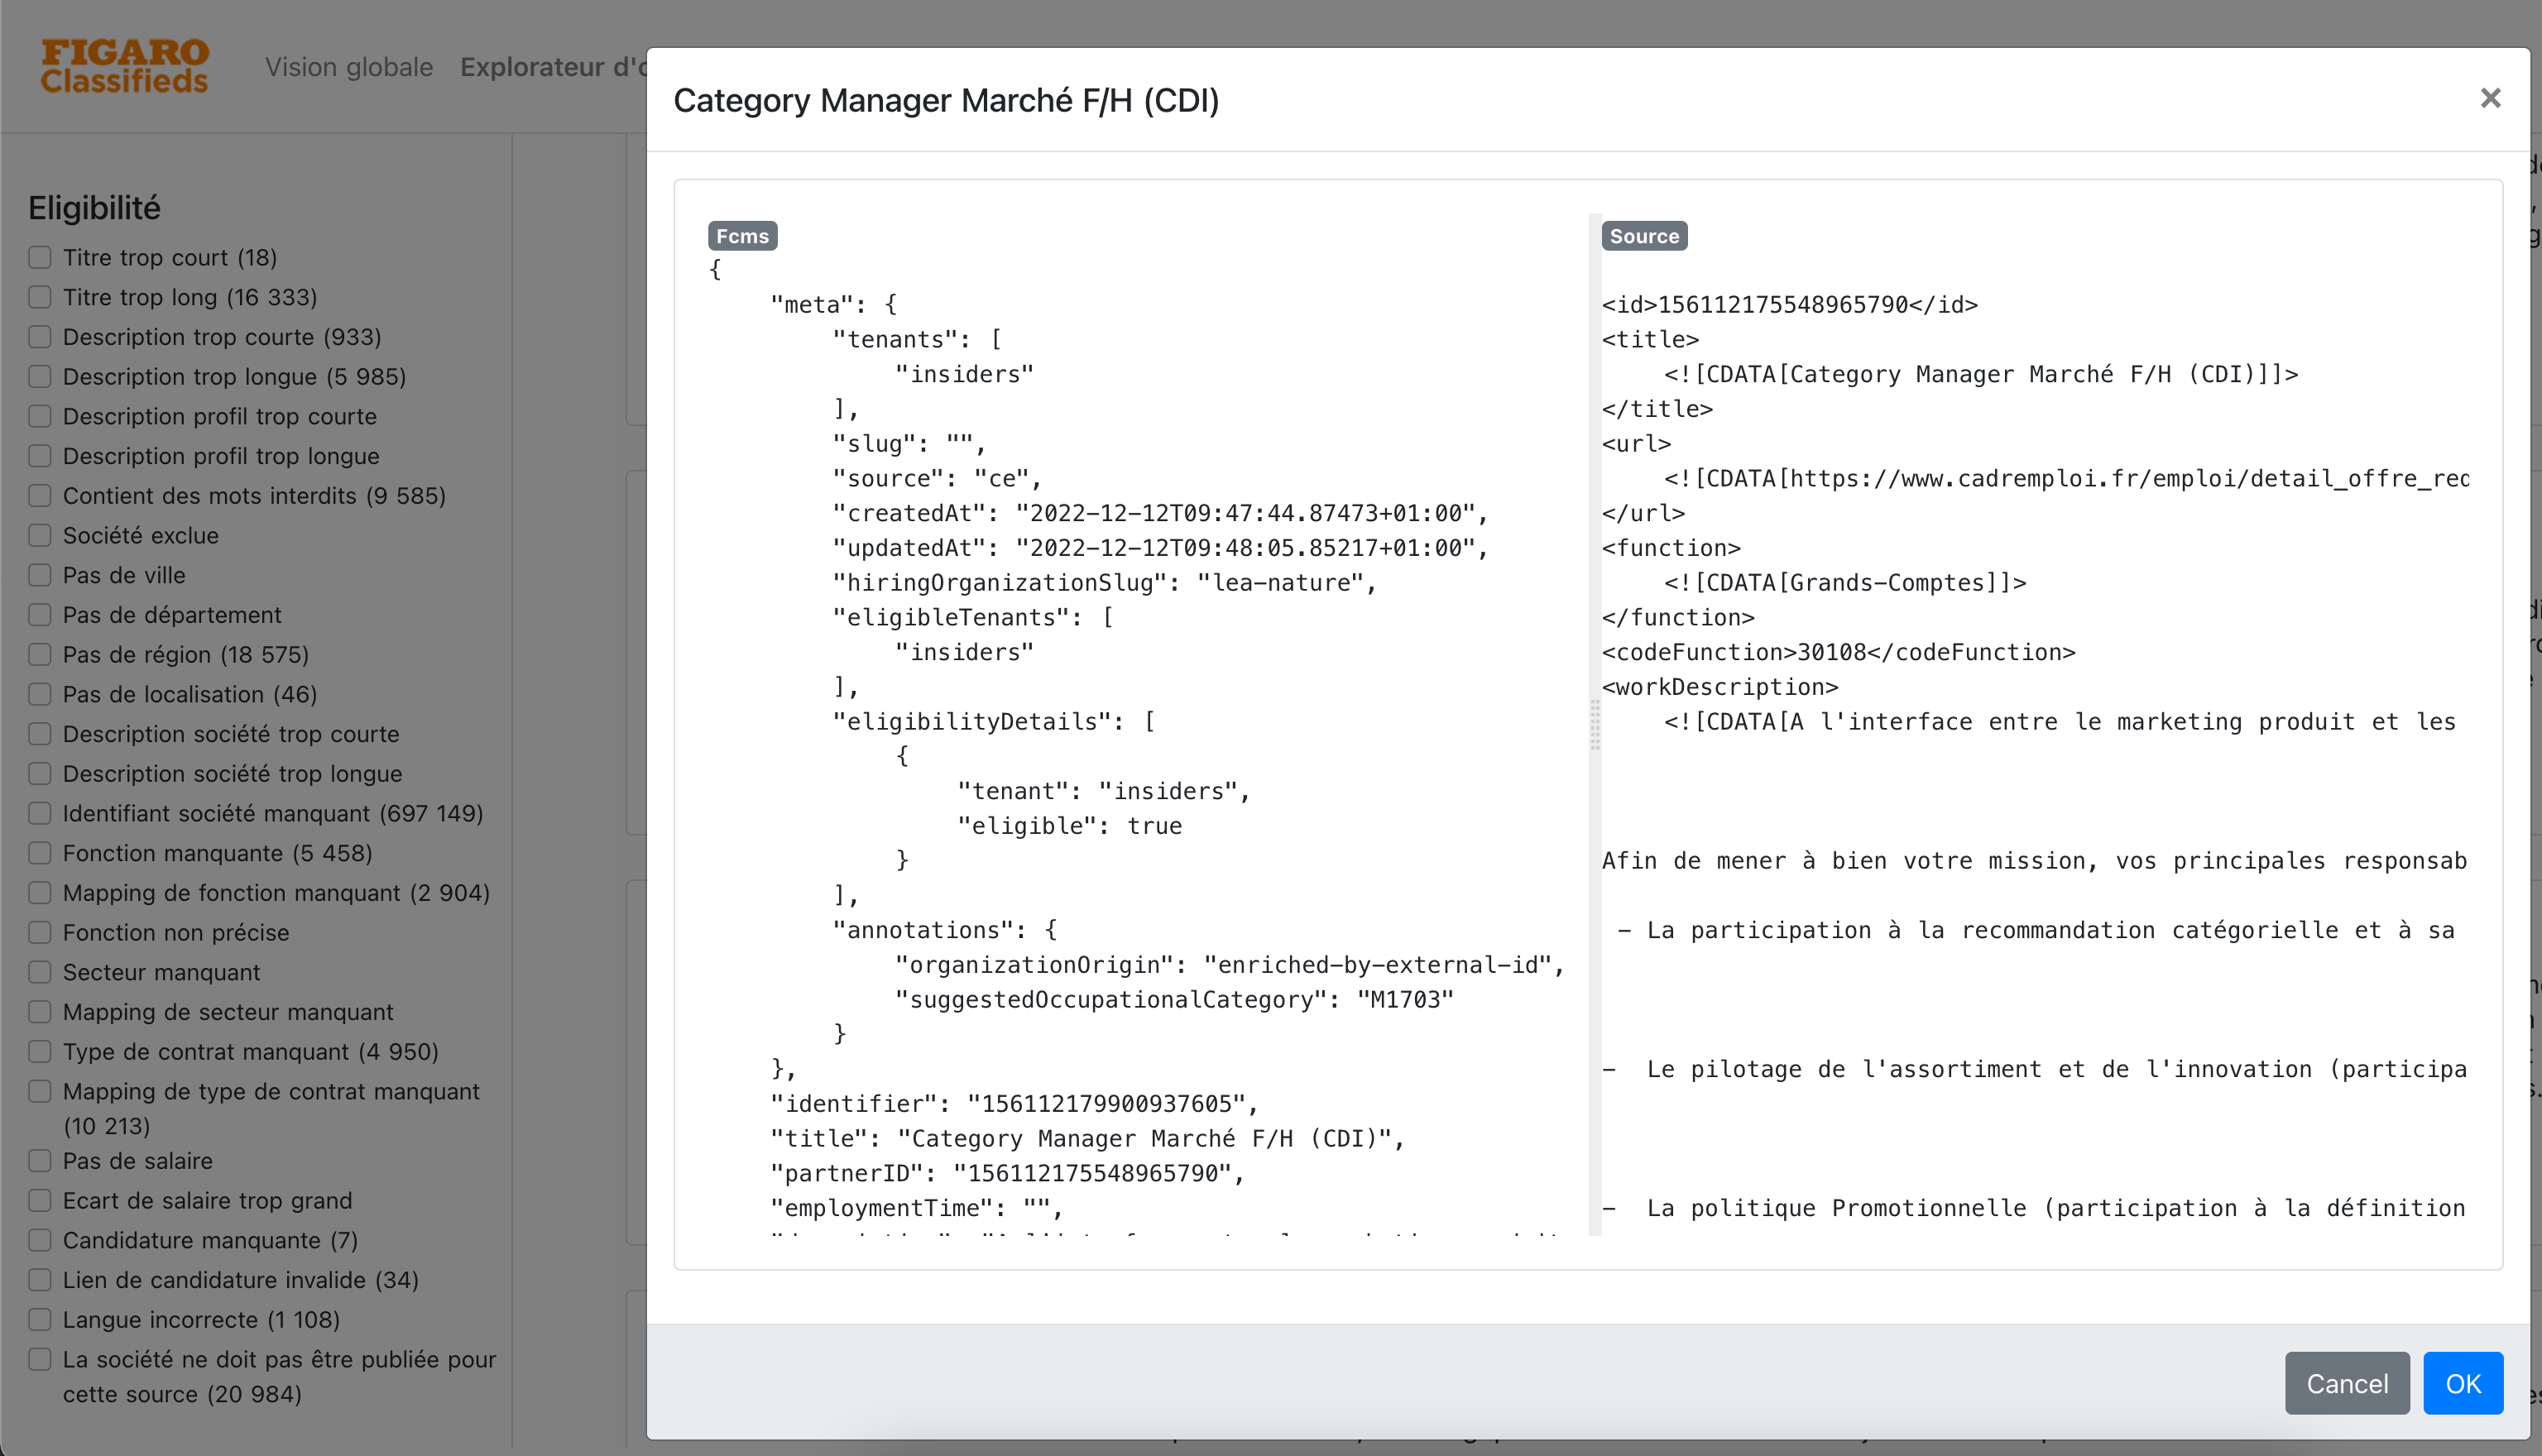 FIGARO
Classifieds
Vision globale
Explorateur
Eligibilité
Titre trop court (18)
Titre trop long (16 333)
Description trop courte (933)
Description trop longue (5 985)
Description profil trop courte
Description profil trop longue
Contient des mots interdits (9 585)
Société exclue
Pas de ville
Pas de département
Pas de région (18 575)
Pas de localisation (46)
Description société trop courte
Description société trop longue
Identifiant société manquant (697 149)
Fonction manquante (5 458)
Mapping de fonction manquant (2 904)
Fonction non précise
Secteur manquant
Mapping de secteur manquant
Type de contrat manquant (4 950)
Mapping de type de contrat manquant
(10 213)
Pas de salaire
Ecart de salaire trop grand
Candidature manquante (7)
Lien de candidature invalide (34)
Langue incorrecte (1 108)
La société ne doit pas être publiée pour
cette source (20 984)
Category Manager Marché F/H (CDI)
×
Fcms
{
"meta": {
"tenants": [
"insiders"
],
"slug": "",
"source": "ce",
"createdAt": "2022-12-12T09:47:44.87473+01:00",
"updatedAt": "2022-12-12T09:48:05.85217+01:00",
"hiringOrganizationSlug": "lea-nature",
"eligibleTenants": [
"insiders"
],
"eligibilityDetails": [
{
"tenant": "insiders",
"eligible": true
}
],
"annotations": {
"organizationOrigin": "enriched-by-external-id",
"suggestedOccupationalCategory": "M1703"
}
},
"identifier": "156112179900937605",
"title": "Category Manager Marché F/H (CDI)",
"partnerID": "156112175548965790",
"employmentTime": "",
Source
<id>156112175548965790</id>
<title>
<![CDATA[Category Manager Marché F/H (CDI)]]>
</title>
<url>
<![CDATA[https://www.cadremploi.fr/emploi/detail_offre_rec
</url>
<function>
<![CDATA[Grands-Comptes]]>
</function>
<codeFunction>30108</codeFunction>
<workDescription>
<![CDATA[A l'interface entre le marketing produit et les
Afin de mener à bien votre mission, vos principales responsab
- La participation à la recommandation catégorielle et à sa
- Le pilotage de l'assortiment et de l'innovation (participa
- La politique Promotionnelle (participation à la définition
Cancel
OK